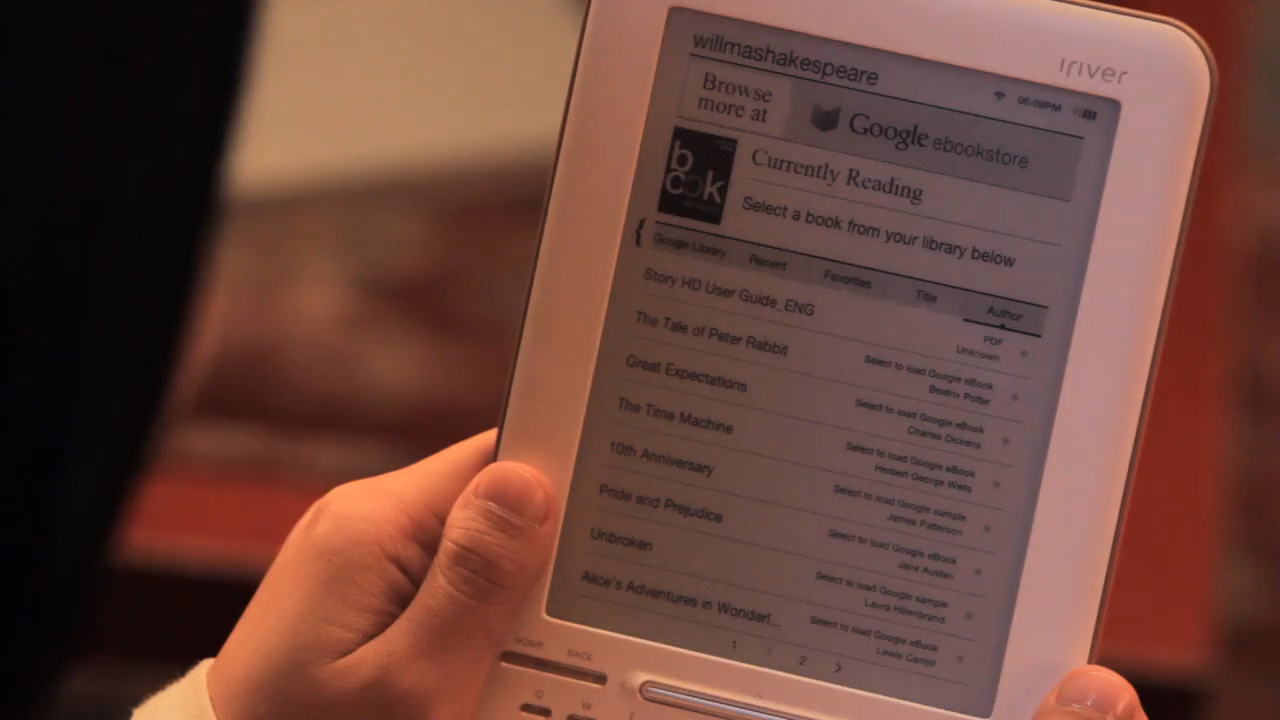 iriver
willmashakespeare
06:09PM
Browse
more at
Google ebookstore
book
Currently Reading
Select a book from your library below
{ Google Library Recent Favorites Title Author
Story HD User Guide_ENG
PDF
Unknown
The Tale of Peter Rabbit
Select to load Google eBook
Beatrix Potter
Great Expectations
Select to load Google eBook
Charles Dickens
The Time Machine
Select to load Google eBook
Herbert George Wells
10th Anniversary
Select to load Google sample
James Patterson
Pride and Prejudice
Select to load Google eBook
Jane Austen
Unbroken
Select to load Google sample
Laura Hillenbrand
Alice's Adventures in Wonderl...
Select to load Google eBook
Lewis Carroll
1 / 2 >
HOME BACK
Q W